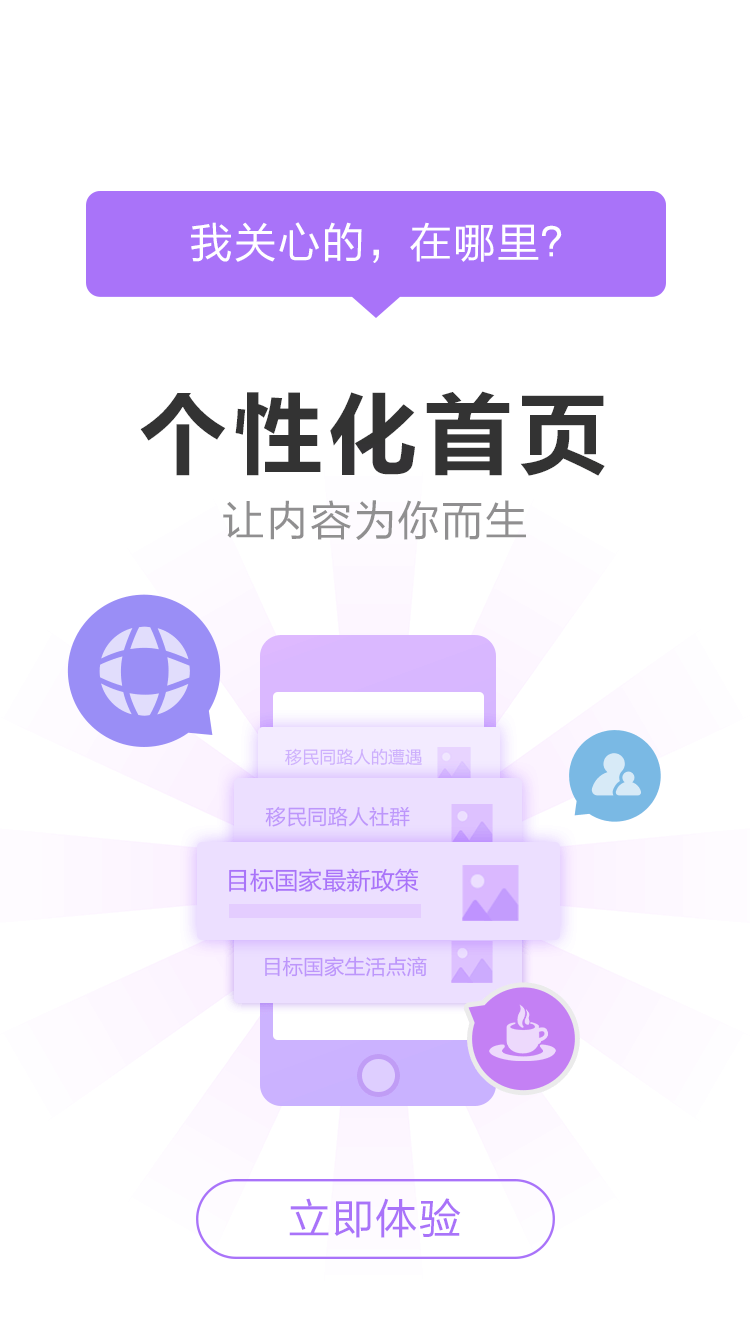 我关心的，在哪里?
个性化首页
让内容为你而生
移民同路人的遭遇
移民同路人社群
目标国家最新政策
目标国家生活点滴
立即体验